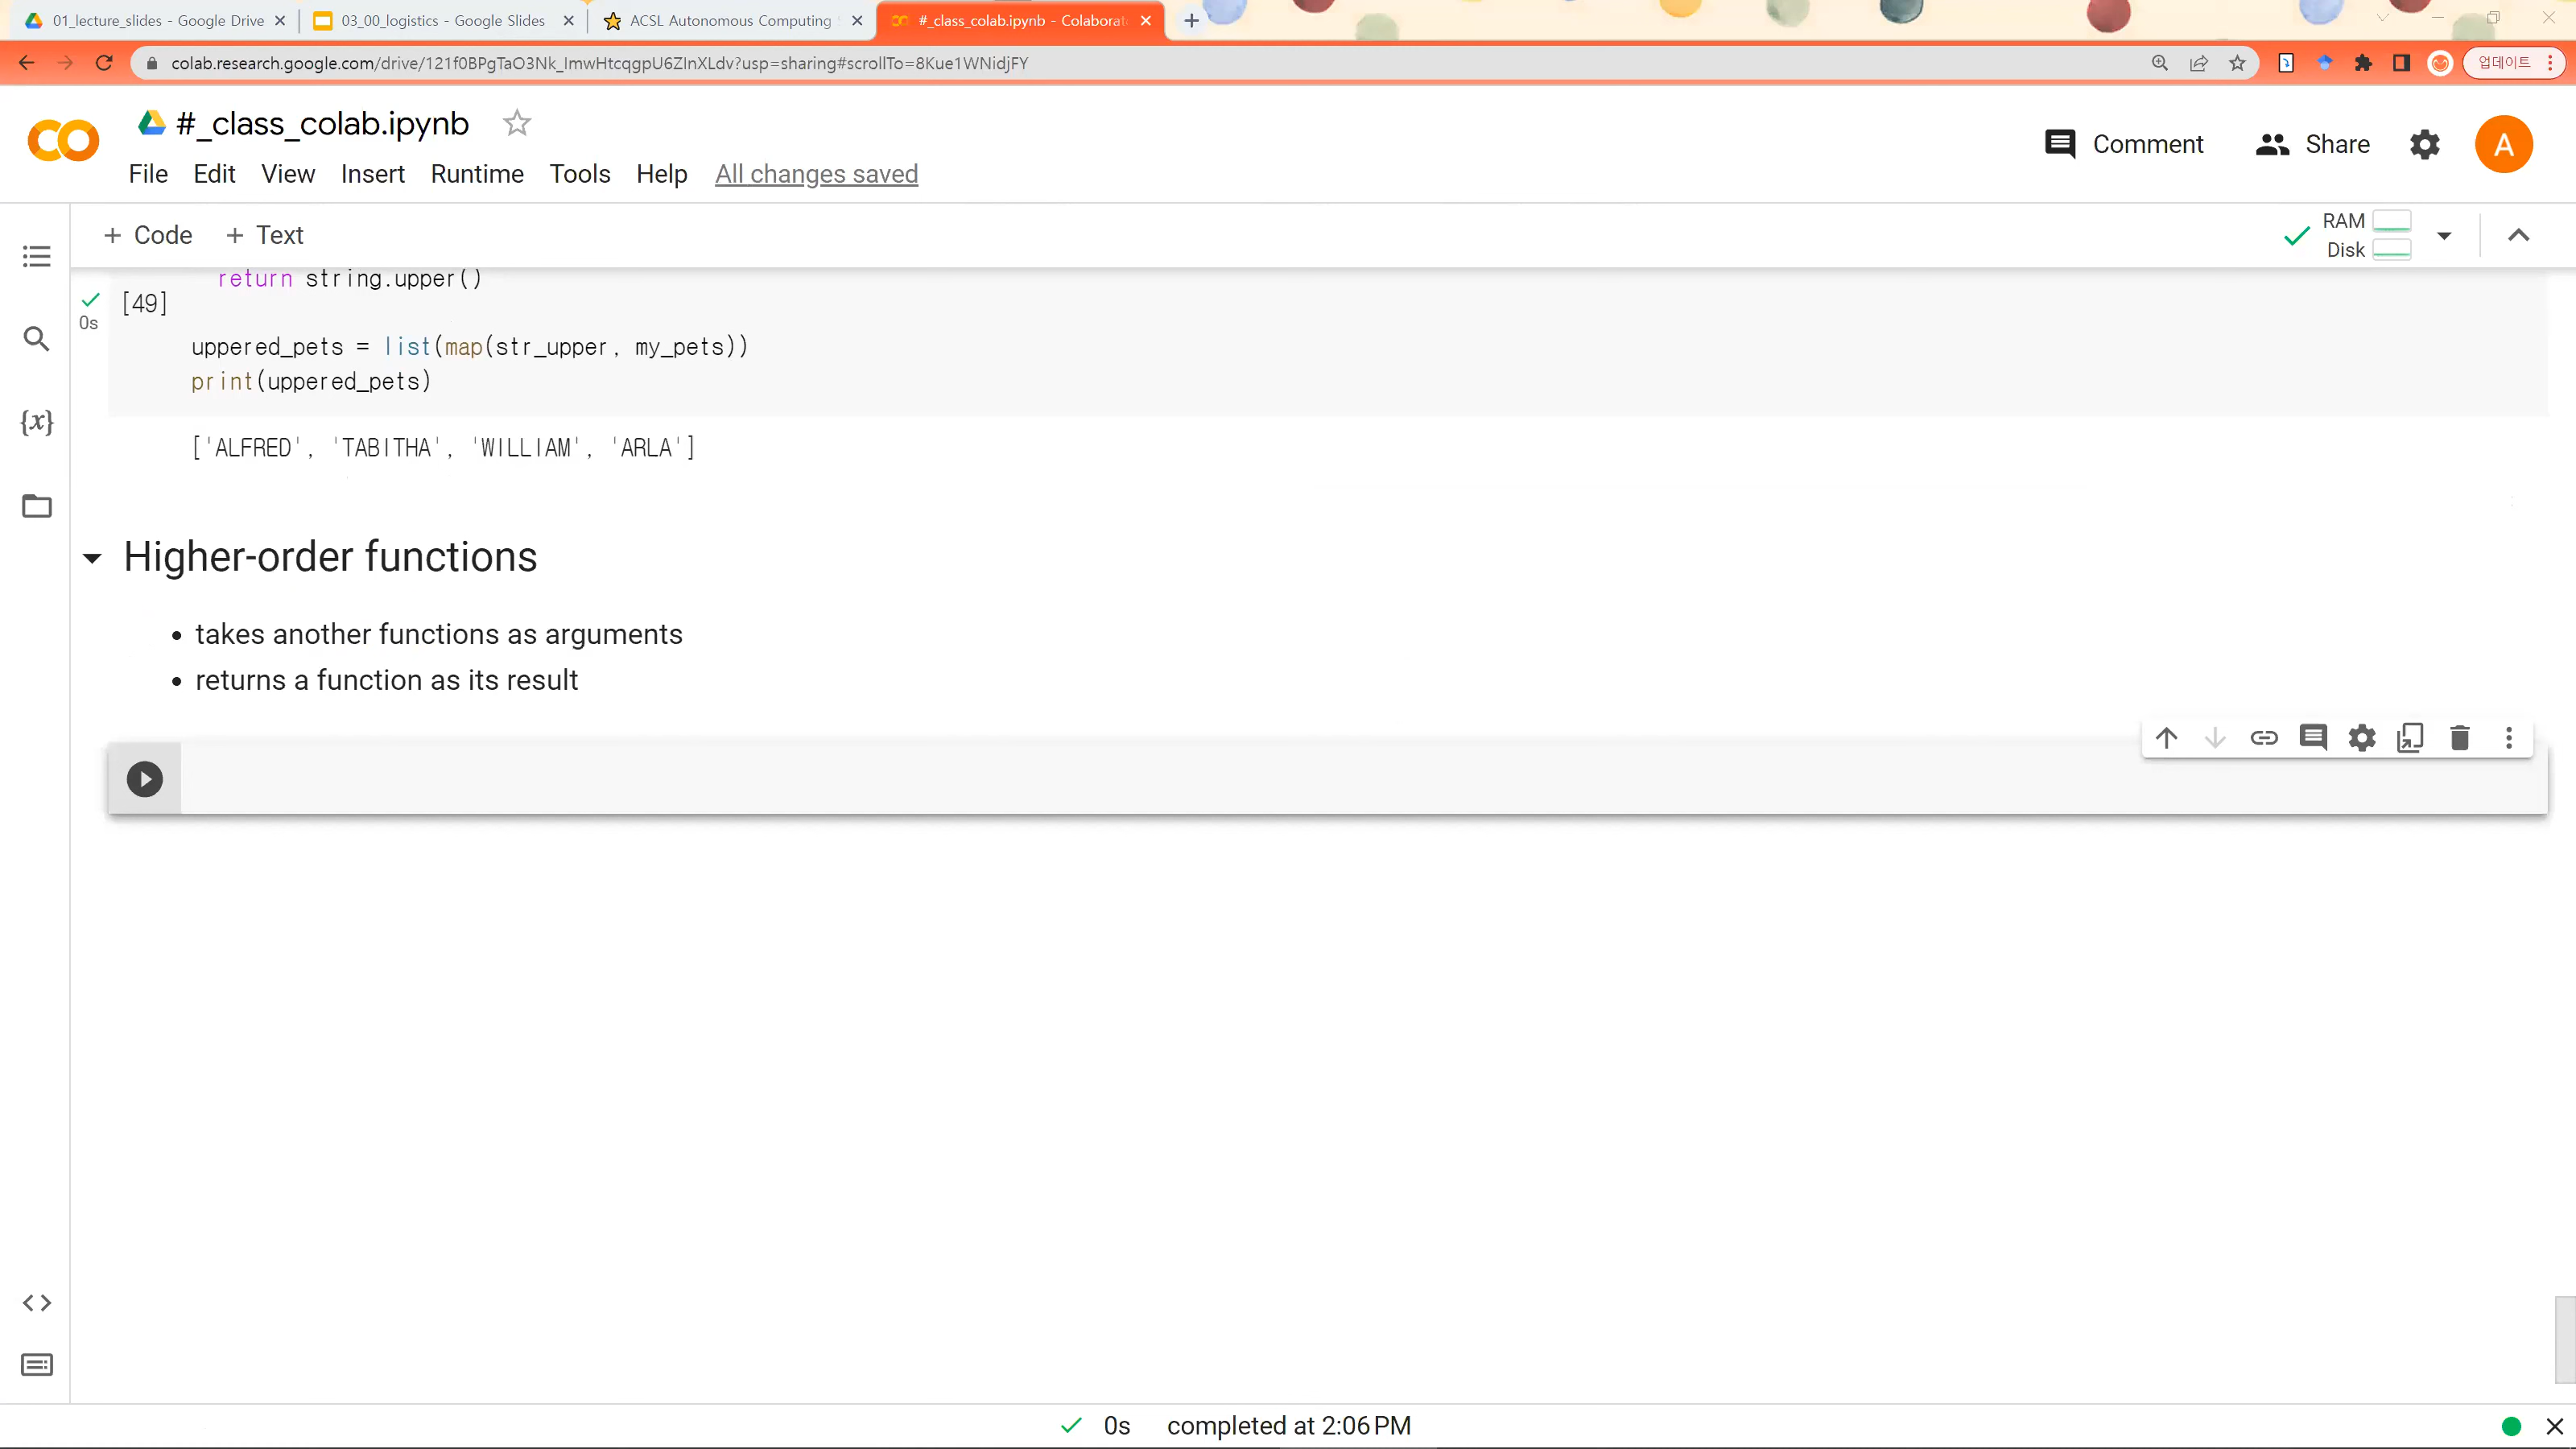 01_lecture_slides - Google Drive
03_00_logistics - Google Slides
ACSL Autonomous Computing
#_class_colab.ipynb - Colaborat
colab.research.google.com/drive/121f0BPgTaO3Nk_ImwHtcqgpU6ZInXLdv?usp=sharing#scrollTo=8Kue1WNidjFY
업데이트
#_class_colab.ipynb
Comment
Share
A
File Edit View Insert Runtime Tools Help All changes saved
+ Code + Text
RAM
Disk
return string.upper()
[49]
0s
uppered_pets = list(map(str_upper, my_pets))
print(uppered_pets)
['ALFRED', 'TABITHA', 'WILLIAM', 'ARLA']
Higher-order functions
• takes another functions as arguments
• returns a function as its result
{x}
0s completed at 2:06 PM